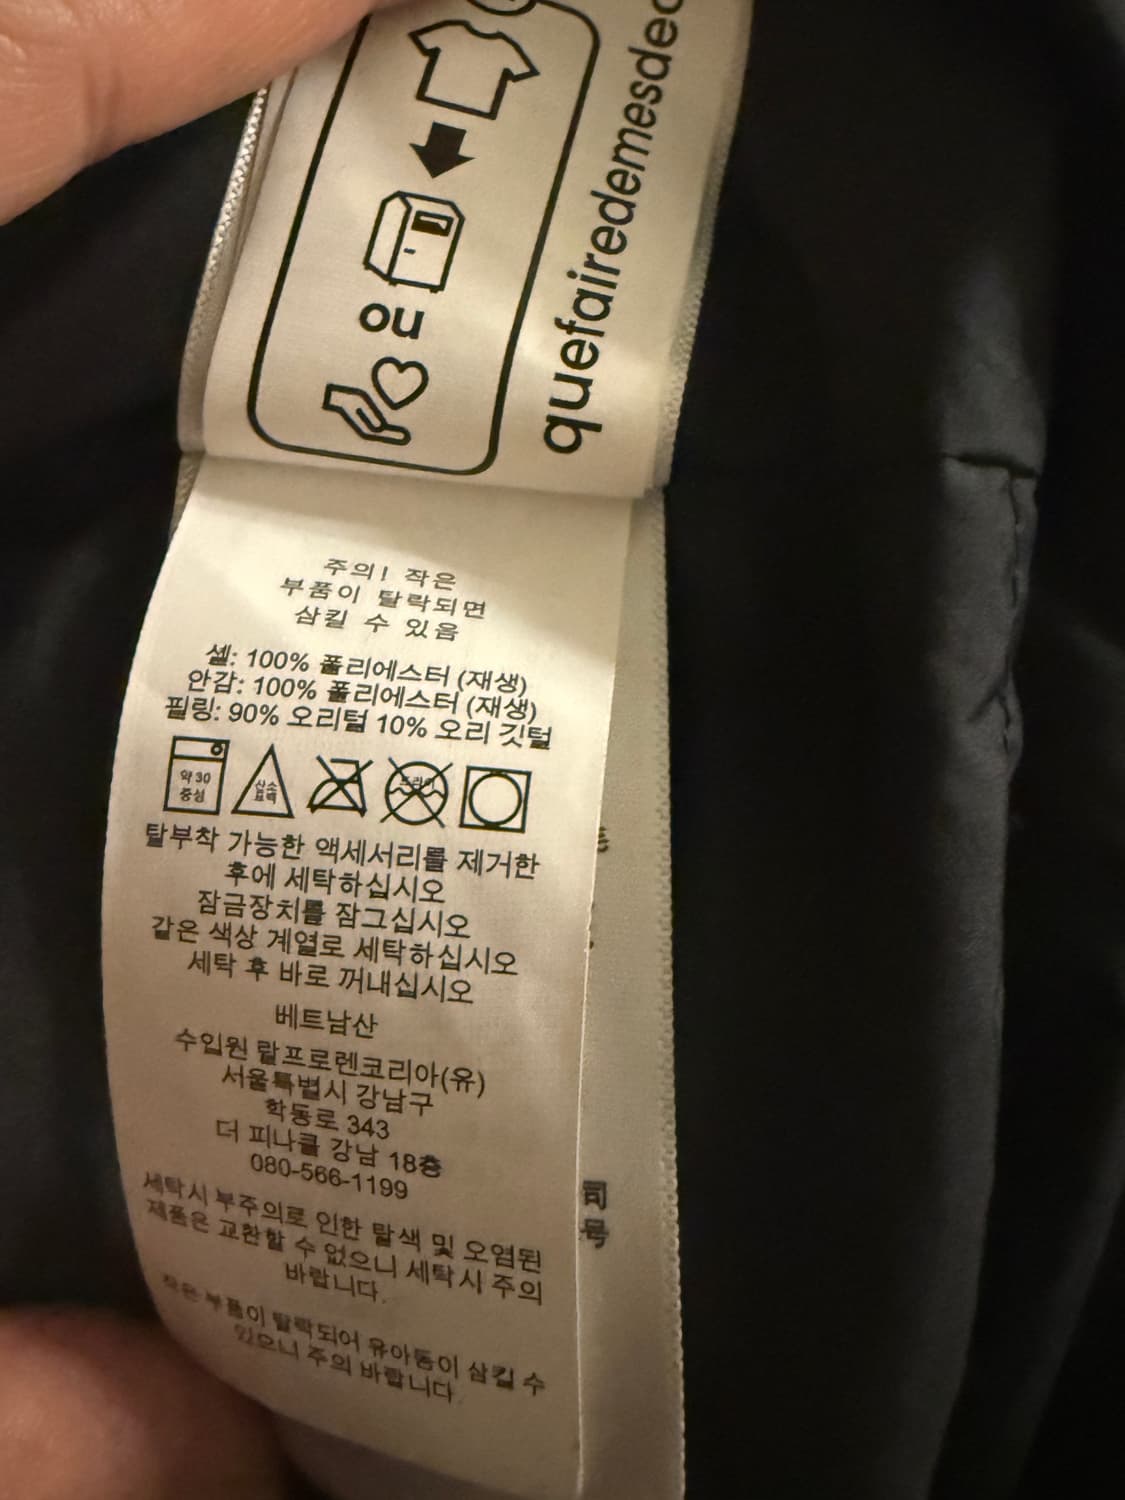 ou
quefairedemesdec
주의! 작은
부품이 탈락되면
삼킬 수 있음
셸: 100% 폴리에스터 (재생)
안감: 100% 폴리에스터 (재생)
필링: 90% 오리털 10% 오리 깃털
약 30
중성
산소
표백
드라이
탈부착 가능한 액세서리를 제거한
후에 세탁하십시오
잠금장치를 잠그십시오
같은 색상 계열로 세탁하십시오
세탁 후 바로 꺼내십시오
베트남산
수입원 랄프로렌코리아(유)
서울특별시 강남구
학동로 343
더 피나클 강남 18층
080-566-1199
세탁시 부주의로 인한 탈색 및 오염된
제품은 교환할 수 없으니 세탁시 주의
바랍니다.
작은 부품이 탈락되어 유아동이 삼킬 수
있으니 주의 바랍니다.
司
号